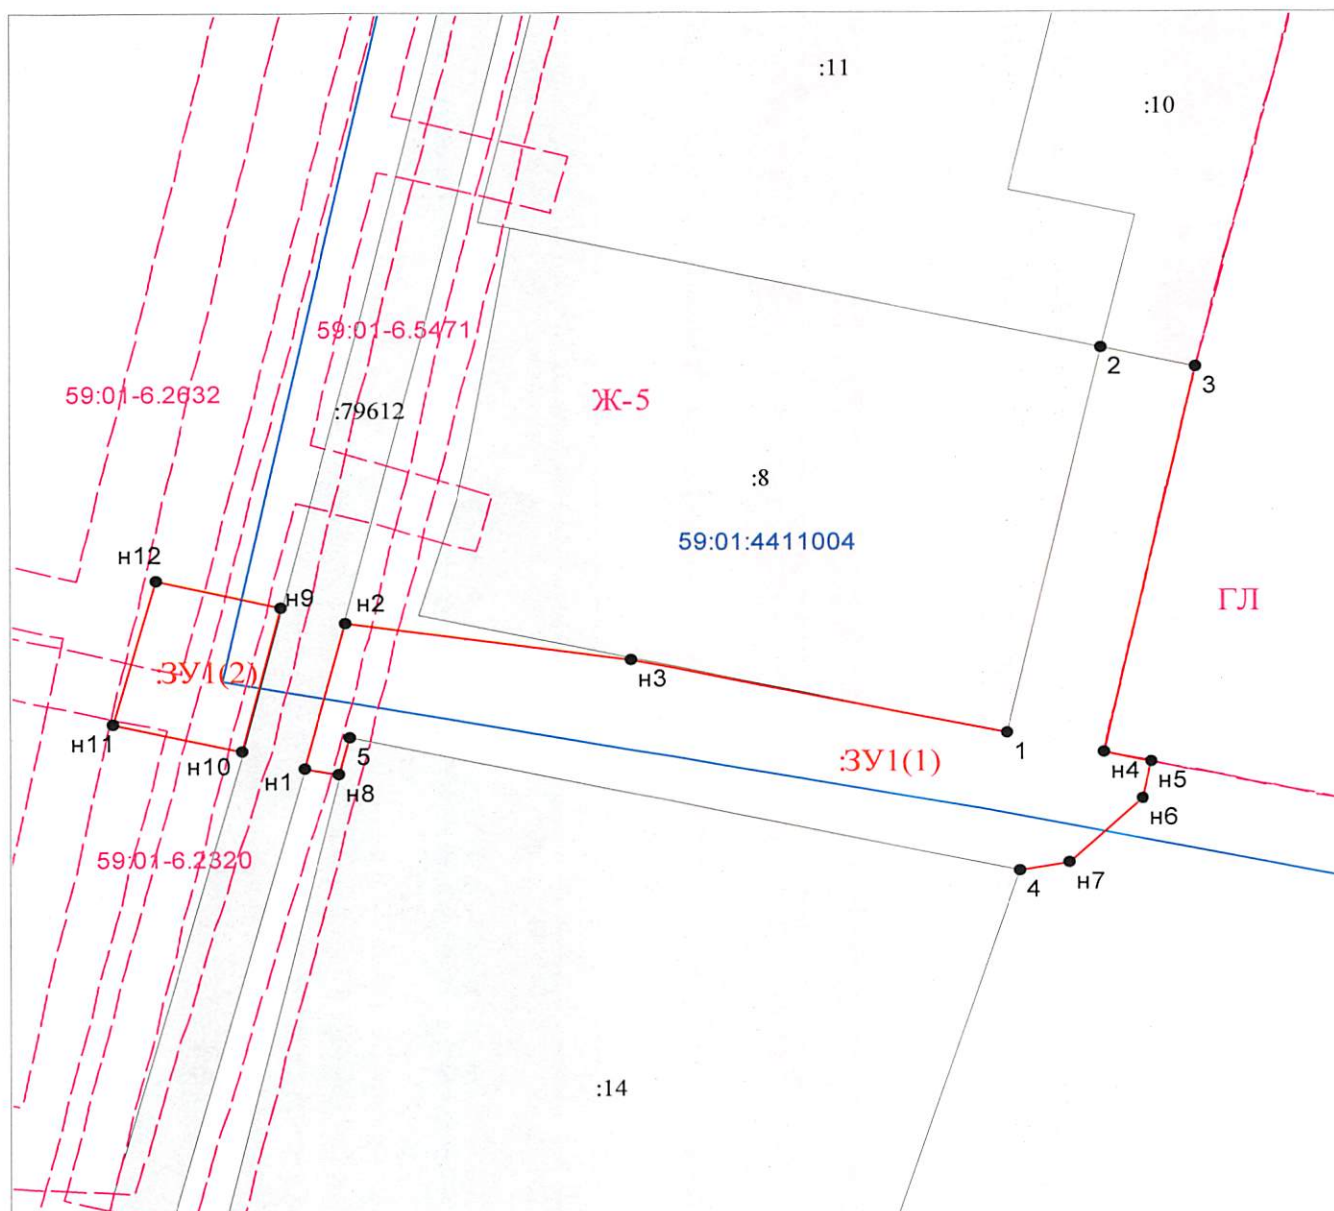 :11
:10
59:01-6.5471
2
3
59:01-6.2632
Ж-5
:79612
:8
59:01:4411004
н12
н9
н2
ГЛ
:ЗУ1(2)
н3
н11
5
1
н10
н1
н8
:ЗУ1(1)
н4
н5
н6
59:01-6.2320
4
н7
:14